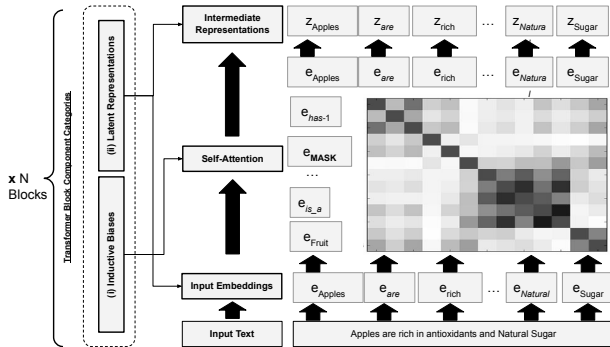 Intermediate
Representations
z_Apples z_are z_rich ... z_Natura z_Sugar
e_Apples e_are e_rich ... e_Natura e_Sugar
l
e_has-1
x N
Blocks
Transformer Block Component Categories
(ii) Latent Representations
(i) Inductive Biases
Self-Attention
e_MASK
...
e_is_a
e_Fruit
Input Embeddings
e_Apples e_are e_rich ... e_Natural e_Sugar
Input Text
Apples are rich in antioxidants and Natural Sugar